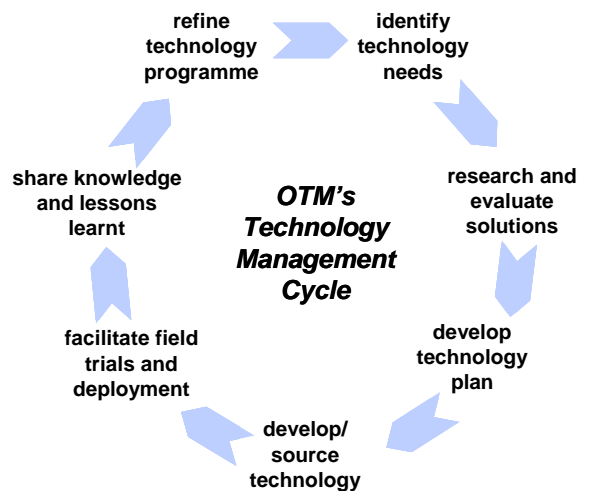 refine
technology
programme
identify
technology
needs
research and
evaluate
solutions
develop
technology
plan
develop/
source
technology
facilitate field
trials and
deployment
share knowledge
and lessons
learnt
OTM's
Technology
Management
Cycle